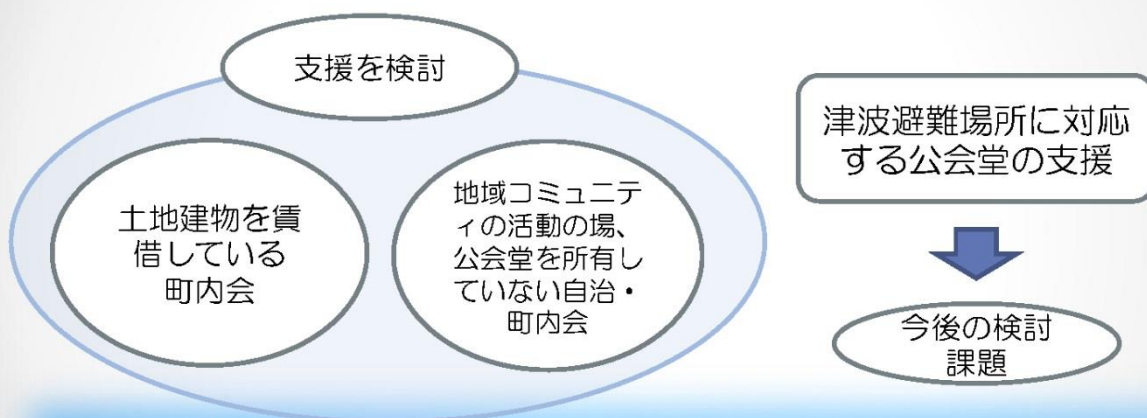 支援を検討
土地建物を賃
借している
町内会
地域コミュニテ
ィの活動の場、
公会堂を所有し
ていない自治・
町内会
津波避難場所に対応
する公会堂の支援
今後の検討
課題